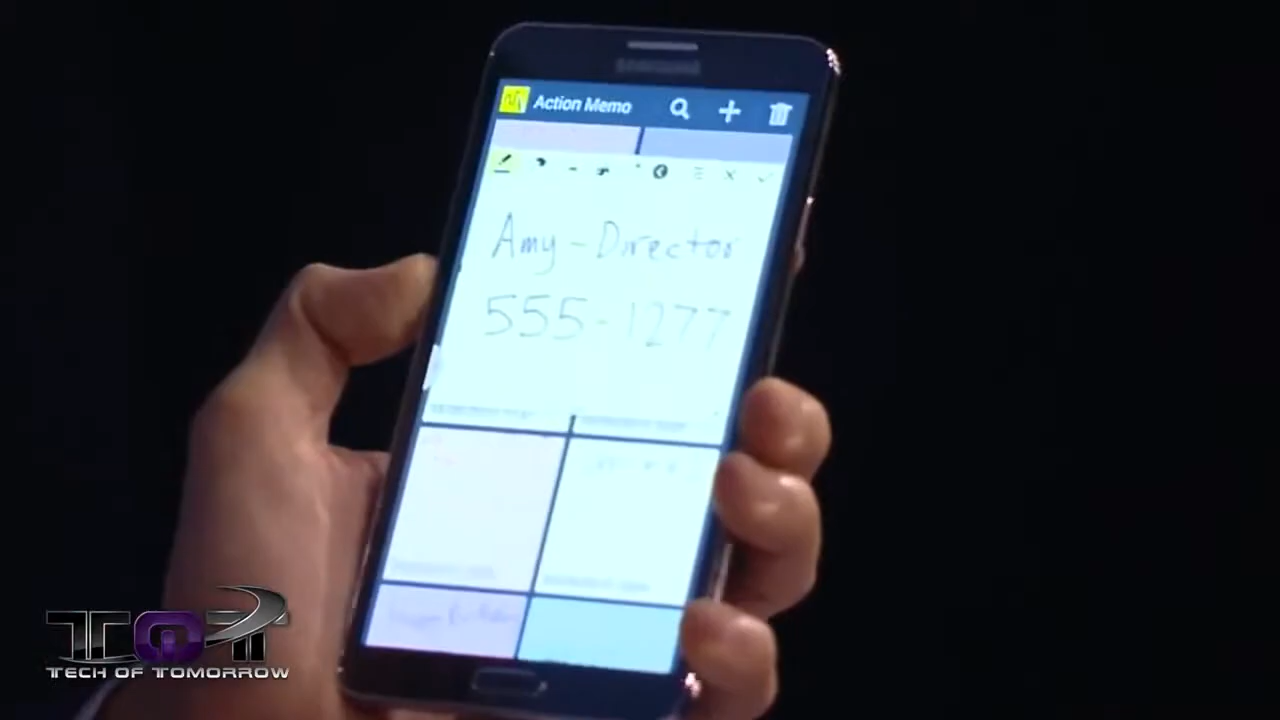 SAMSUNG
Action Memo
Amy - Director
555-1277
TQT
TECH OF TOMORROW